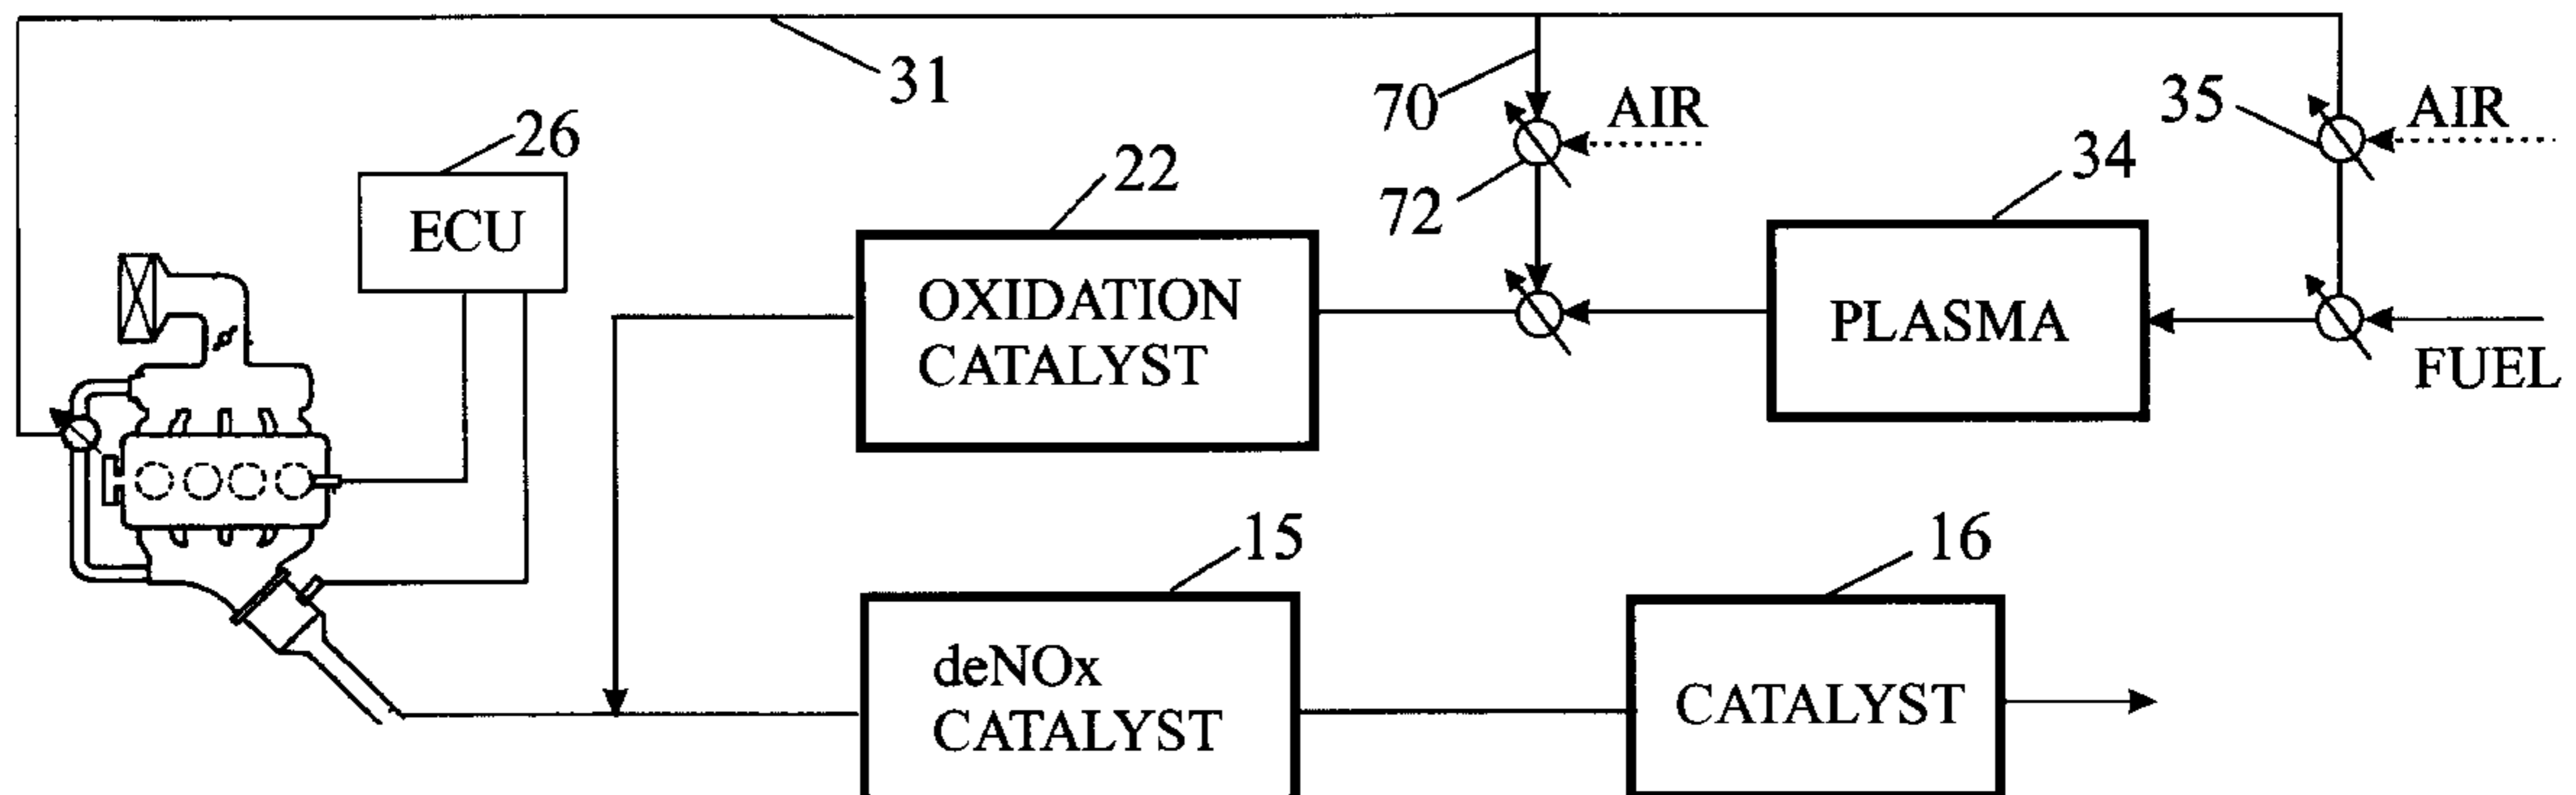 31
70
AIR
35
AIR
26
ECU
22
72
34
OXIDATION
CATALYST
PLASMA
FUEL
15
16
deNOx
CATALYST
CATALYST